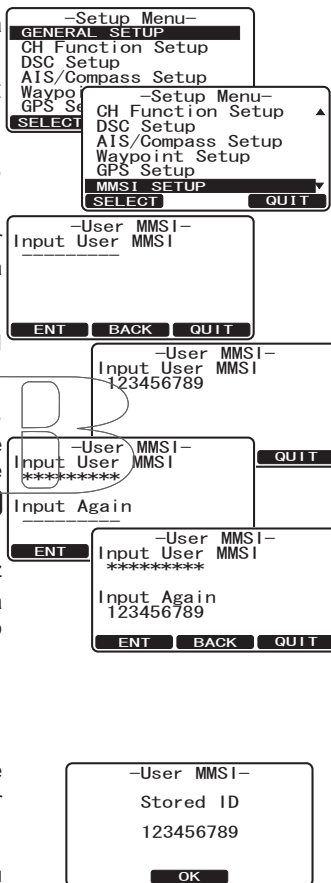 -Setup Menu-
GENERAL SETUP
CH Function Setup
DSC Setup
AIS/Compass Setup
GPS
SELECT
-Setup Menu-
CH Function Setup
DSC Setup
AIS/Compass Setup
Waypoint Setup
GPS Setup
MMSI SETUP
SELECT QUIT
-User MMSI-
Input User MMSI
---------
ENT BACK QUIT
-User MMSI-
Input User MMSI
123456789
QUIT
-User MMSI-
Input User MMSI
*********
Input Again
---------
ENT
-User MMSI-
Input User MMSI
*********
Input Again
123456789
ENT BACK QUIT
-User MMSI-
Stored ID
123456789
OK